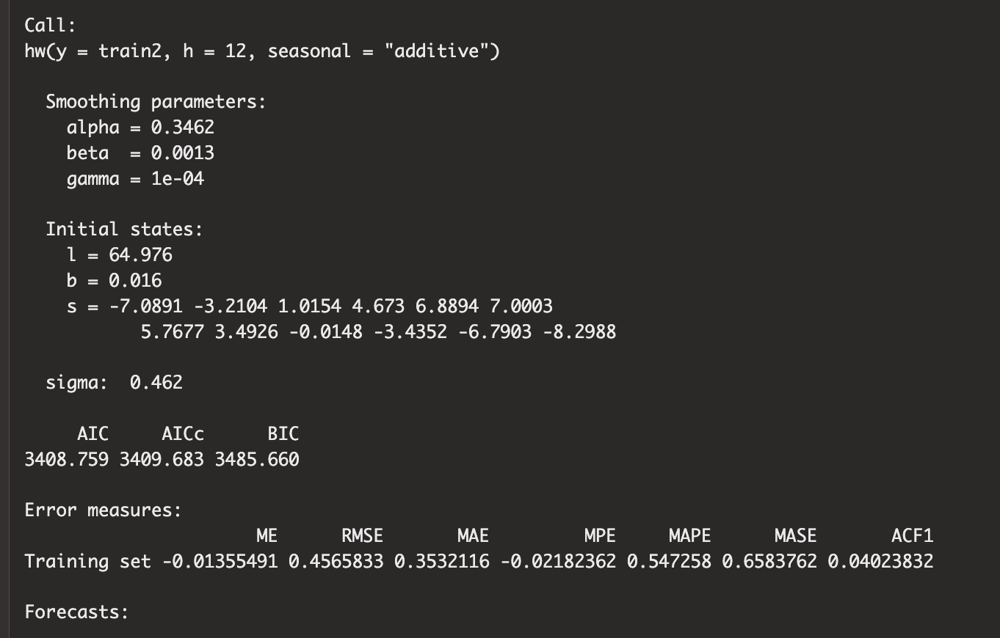 Call:
hw(y = train2, h = 12, seasonal = "additive")
Smoothing parameters:
alpha = 0.3462
beta  = 0.0013
gamma = 1e-04
Initial states:
l = 64.976
b = 0.016
s = -7.0891 -3.2104 1.0154 4.673 6.8894 7.0003
5.7677 3.4926 -0.0148 -3.4352 -6.7903 -8.2988
sigma:  0.462
AIC     AICc      BIC
3408.759 3409.683 3485.660
Error measures:
ME      RMSE       MAE         MPE     MAPE      MASE       ACF1
Training set -0.01355491 0.4565833 0.3532116 -0.02182362 0.547258 0.6583762 0.04023832
Forecasts: